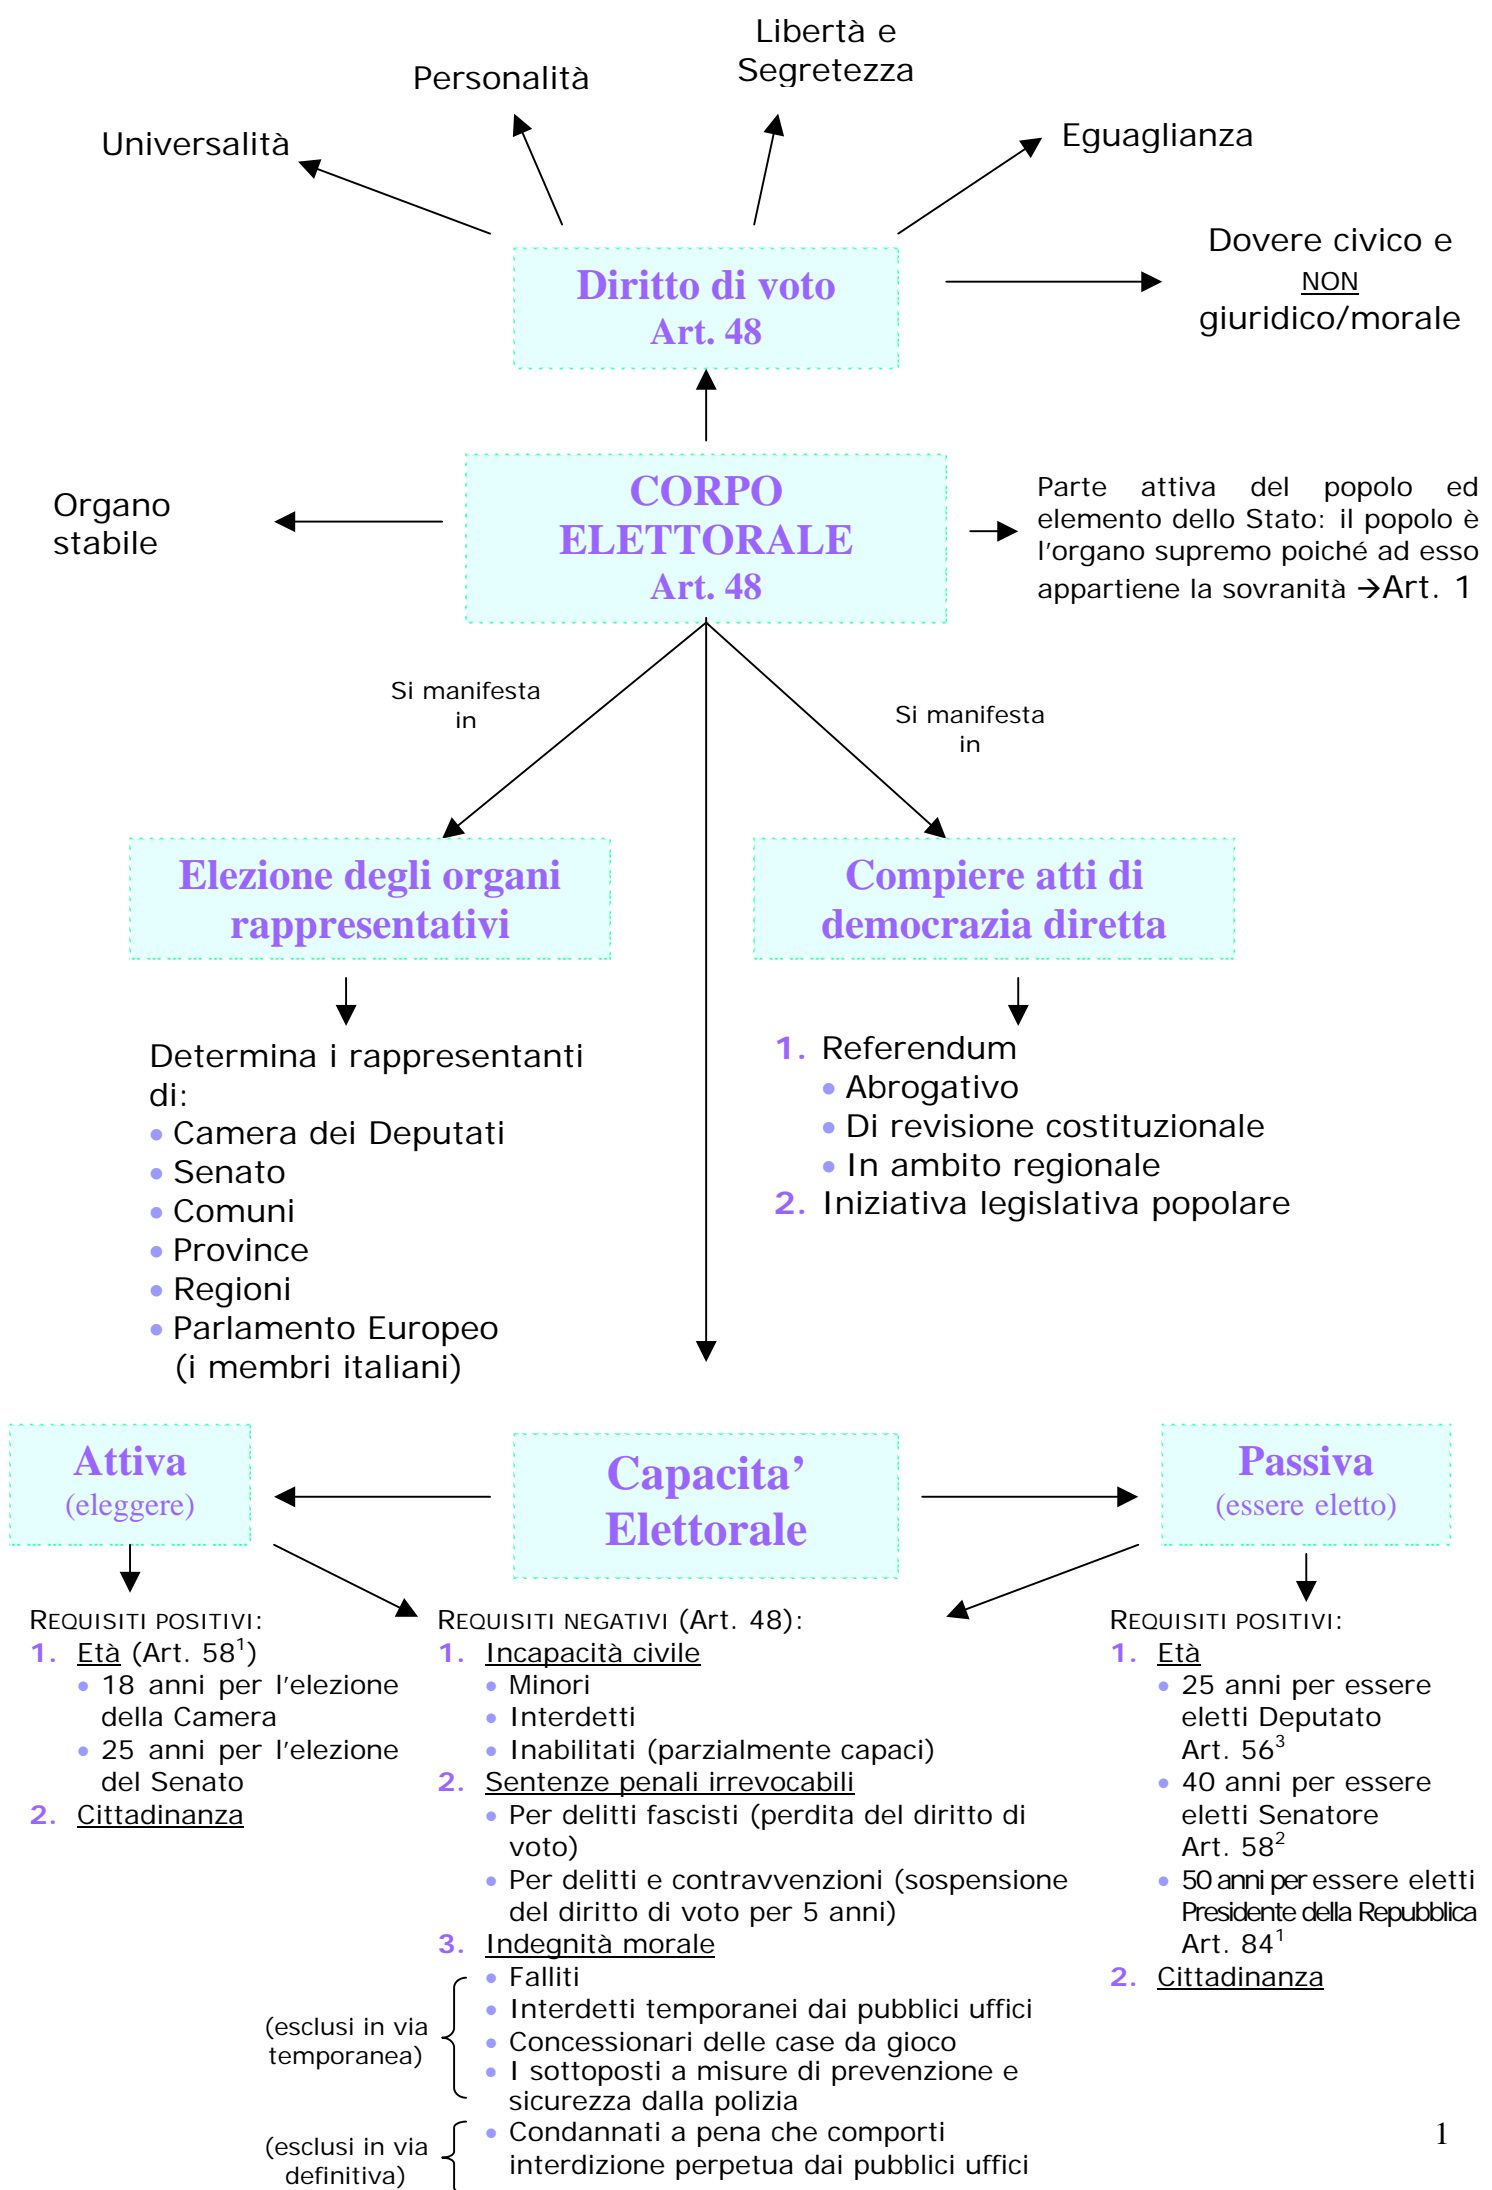 Libertà e
Segretezza
Personalità
Universalità
Eguaglianza
Diritto di voto
Art. 48
Dovere civico e
NON
giuridico/morale
CORPO
ELETTORALE
Art. 48
Organo
stabile
Parte attiva del popolo ed
elemento dello Stato: il popolo è
l'organo supremo poiché ad esso
appartiene la sovranità →Art. 1
Si manifesta
in
Si manifesta
in
Elezione degli organi
rappresentativi
Compiere atti di
democrazia diretta
Determina i rappresentanti
di:
• Camera dei Deputati
• Senato
• Comuni
• Province
• Regioni
• Parlamento Europeo
(i membri italiani)
1. Referendum
• Abrogativo
• Di revisione costituzionale
• In ambito regionale
2. Iniziativa legislativa popolare
Attiva
(eleggere)
Capacita’
Elettorale
Passiva
(essere eletto)
REQUISITI POSITIVI:
1. Età (Art. 58¹)
• 18 anni per l’elezione
della Camera
• 25 anni per l’elezione
del Senato
2. Cittadinanza
REQUISITI NEGATIVI (Art. 48):
1. Incapacità civile
• Minori
• Interdetti
• Inabilitati (parzialmente capaci)
2. Sentenze penali irrevocabili
• Per delitti fascisti (perdita del diritto di
voto)
• Per delitti e contravvenzioni (sospensione
del diritto di voto per 5 anni)
3. Indegnità morale
• Falliti
• Interdetti temporanei dai pubblici uffici
• Concessionari delle case da gioco
• I sottoposti a misure di prevenzione e
sicurezza dalla polizia
• Condannati a pena che comporti
interdizione perpetua dai pubblici uffici
(esclusi in via
temporanea)
(esclusi in via
definitiva)
REQUISITI POSITIVI:
1. Età
• 25 anni per essere
eletti Deputato
Art. 56³
• 40 anni per essere
eletti Senatore
Art. 58²
• 50 anni per essere eletti
Presidente della Repubblica
Art. 84¹
2. Cittadinanza
1